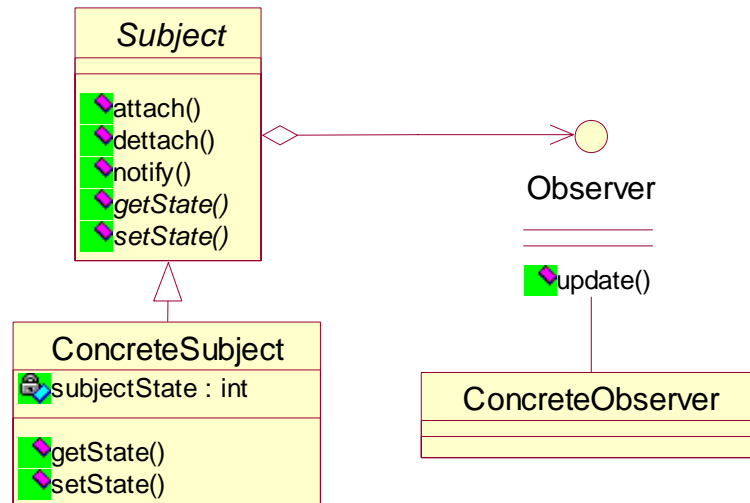 Subject
attach()
dettach()
notify()
getState()
setState()
Observer
update()
ConcreteSubject
subjectState : int
getState()
setState()
ConcreteObserver